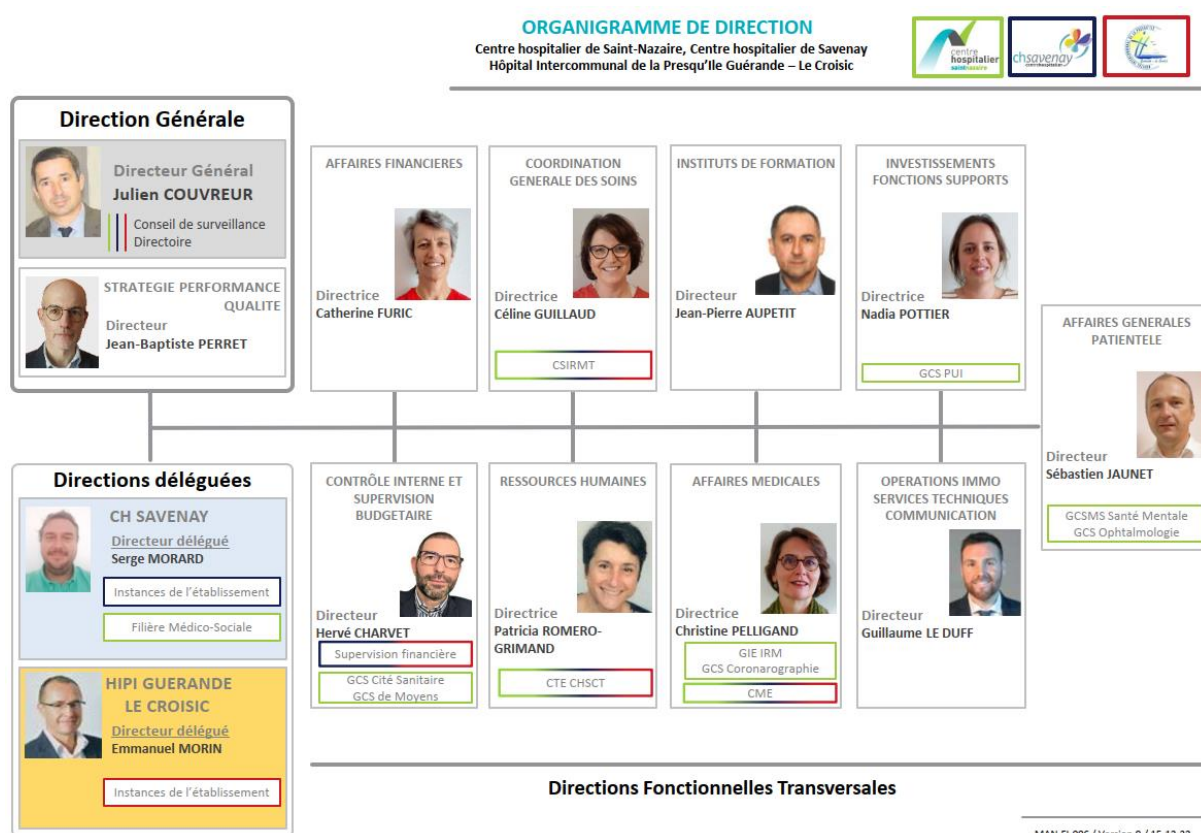 ORGANIGRAMME DE DIRECTION
Centre hospitalier de Saint-Nazaire, Centre hospitalier de Savenay
Hôpital Intercommunal de la Presqu'Ile Guérande – Le Croisic
centre
hospitalier
saintnazaire
chsavenay
Direction Générale
Directeur Général
Julien COUVREUR
Conseil de surveillance
Directoire
STRATEGIE PERFORMANCE
QUALITE
Directeur
Jean-Baptiste PERRET
AFFAIRES FINANCIERES
Directrice
Catherine FURIC
COORDINATION
GENERALE DES SOINS
Directrice
Céline GUILLAUD
CSIRMT
INSTITUTS DE FORMATION
Directeur
Jean-Pierre AUPETIT
INVESTISSEMENTS
FONCTIONS SUPPORTS
Directrice
Nadia POTTIER
GCS PUI
AFFAIRES GENERALES
PATIENTELE
Directeur
Sébastien JAUNET
GCSMS Santé Mentale
GCS Ophtalmologie
Directions déléguées
CH SAVENAY
Directeur délégué
Serge MORARD
Instances de l'établissement
Filière Médico-Sociale
HIPI GUERANDE
LE CROISIC
Directeur délégué
Emmanuel MORIN
Instances de l'établissement
CONTRÔLE INTERNE ET
SUPERVISION
BUDGETAIRE
Directeur
Hervé CHARVET
Supervision financière
GCS Cité Sanitaire
GCS de Moyens
RESSOURCES HUMAINES
Directrice
Patricia ROMERO-
GRIMAND
CTE CHSCT
AFFAIRES MEDICALES
Directrice
Christine PELLIGAND
GIE IRM
GCS Coronarographie
CME
OPERATIONS IMMO
SERVICES TECHNIQUES
COMMUNICATION
Directeur
Guillaume LE DUFF
Directions Fonctionnelles Transversales